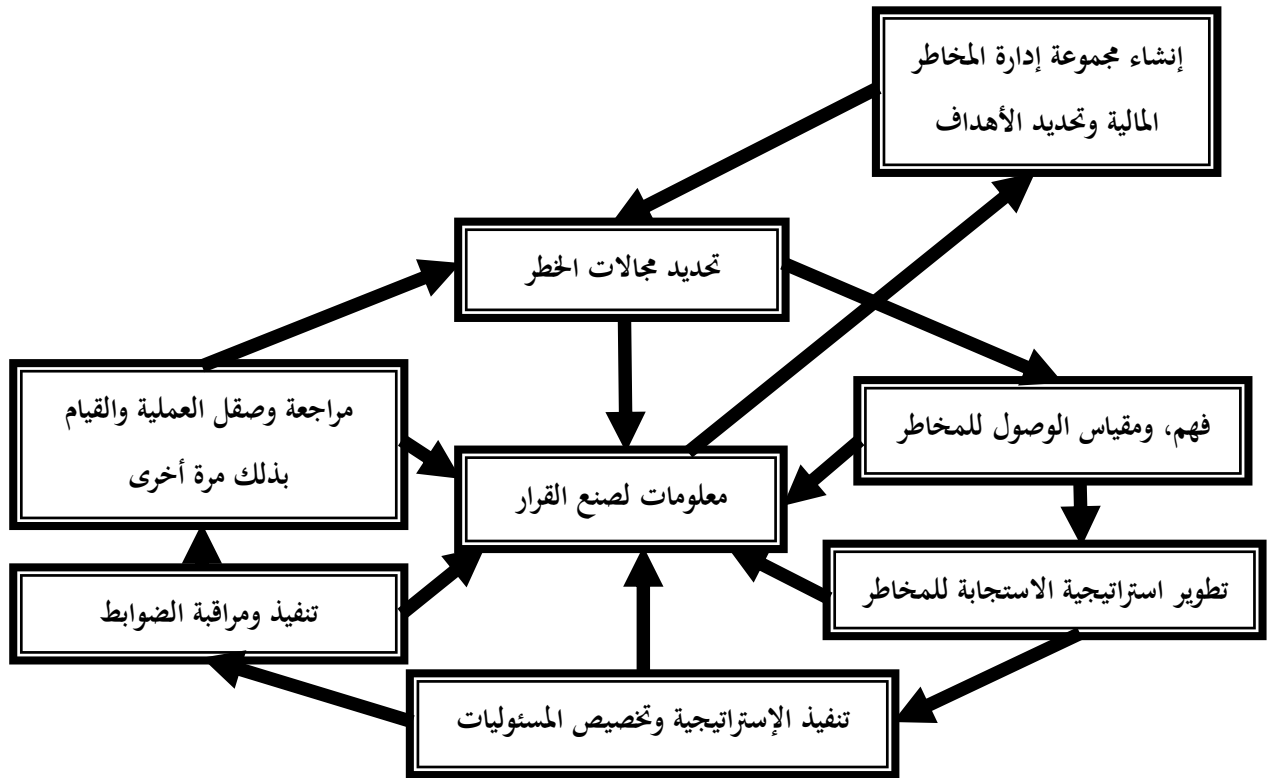 إنشاء مجموعة إدارة المخاطر
المالية وتحديد الأهداف
تحديد مجالات الخطر
فهم، ومقياس الوصول للمخاطر
مراجعة وصقل العملية والقيام
بذلك مرة أخرى
معلومات لصنع القرار
تطوير استراتيجية الاستجابة للمخاطر
تنفيذ ومراقبة الضوابط
تنفيذ الإستراتيجية وتخصيص المسئوليات